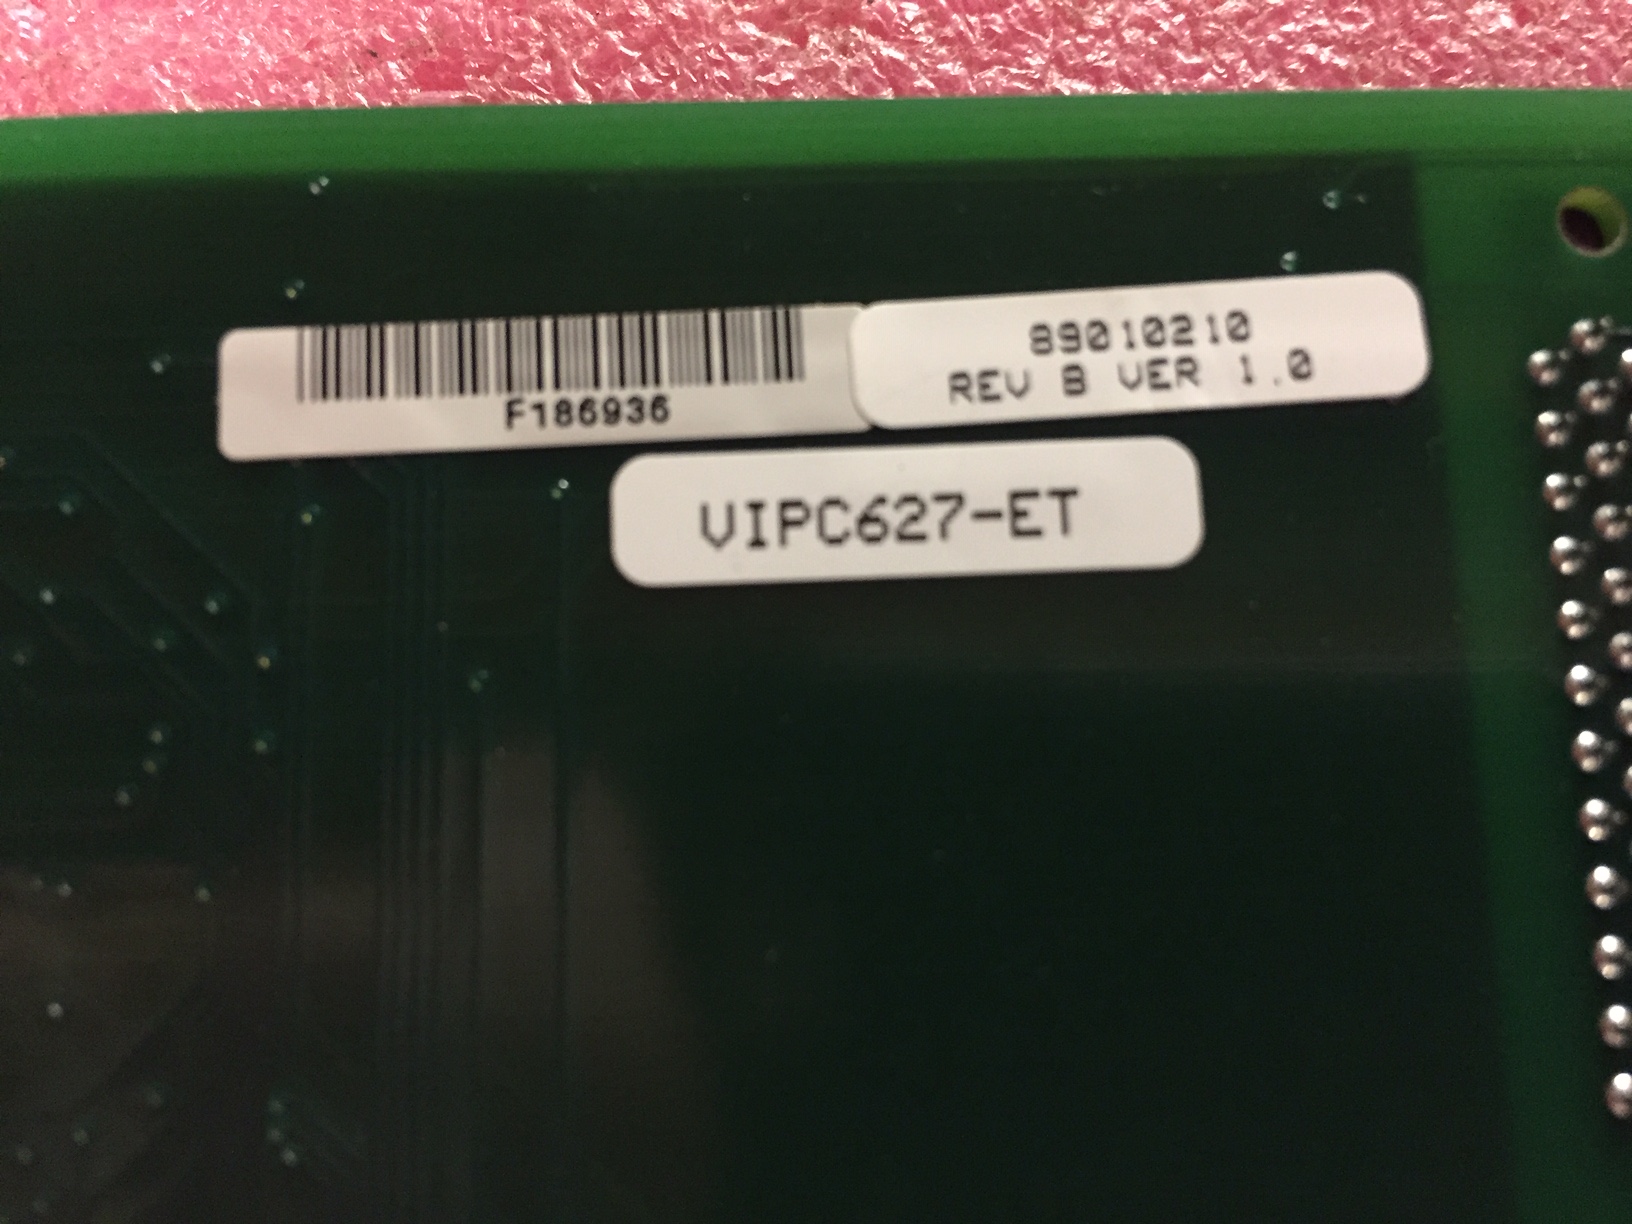 F186936
89010210
REV B VER 1.0
VIPC627-ET